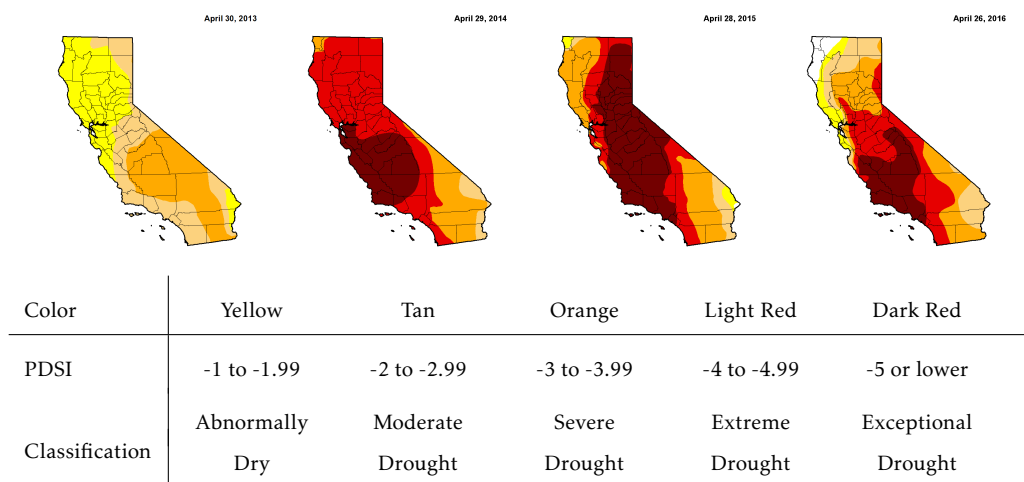 April 30, 2013
April 29, 2014
April 28, 2015
April 26, 2016
Color Yellow Tan Orange Light Red Dark Red
PDSI -1 to -1.99 -2 to -2.99 -3 to -3.99 -4 to -4.99 -5 or lower
Classification Abnormally Dry Moderate Drought Severe Drought Extreme Drought Exceptional Drought